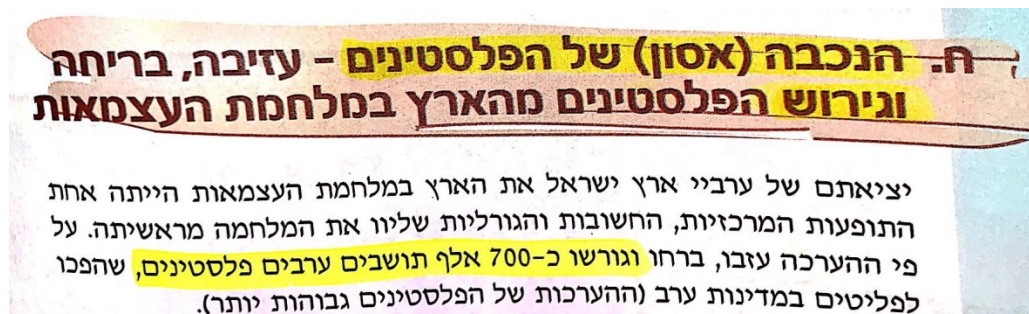 ח. הנכבה (אסון) של הפלסטינים – עזיבה, בריחה
וגירוש הפלסטינים מהארץ במלחמת העצמאות
יציאתם של ערביי ארץ ישראל את הארץ במלחמת העצמאות הייתה אחת
התופעות המרכזיות, החשובות והגורליות שליוו את המלחמה מראשיתה. על
פי ההערכה עזבו, ברחו וגורשו כ-700 אלף תושבים ערבים פלסטינים, שהפכו
לפליטים במדינות ערב (ההערכות של הפלסטינים גבוהות יותר).